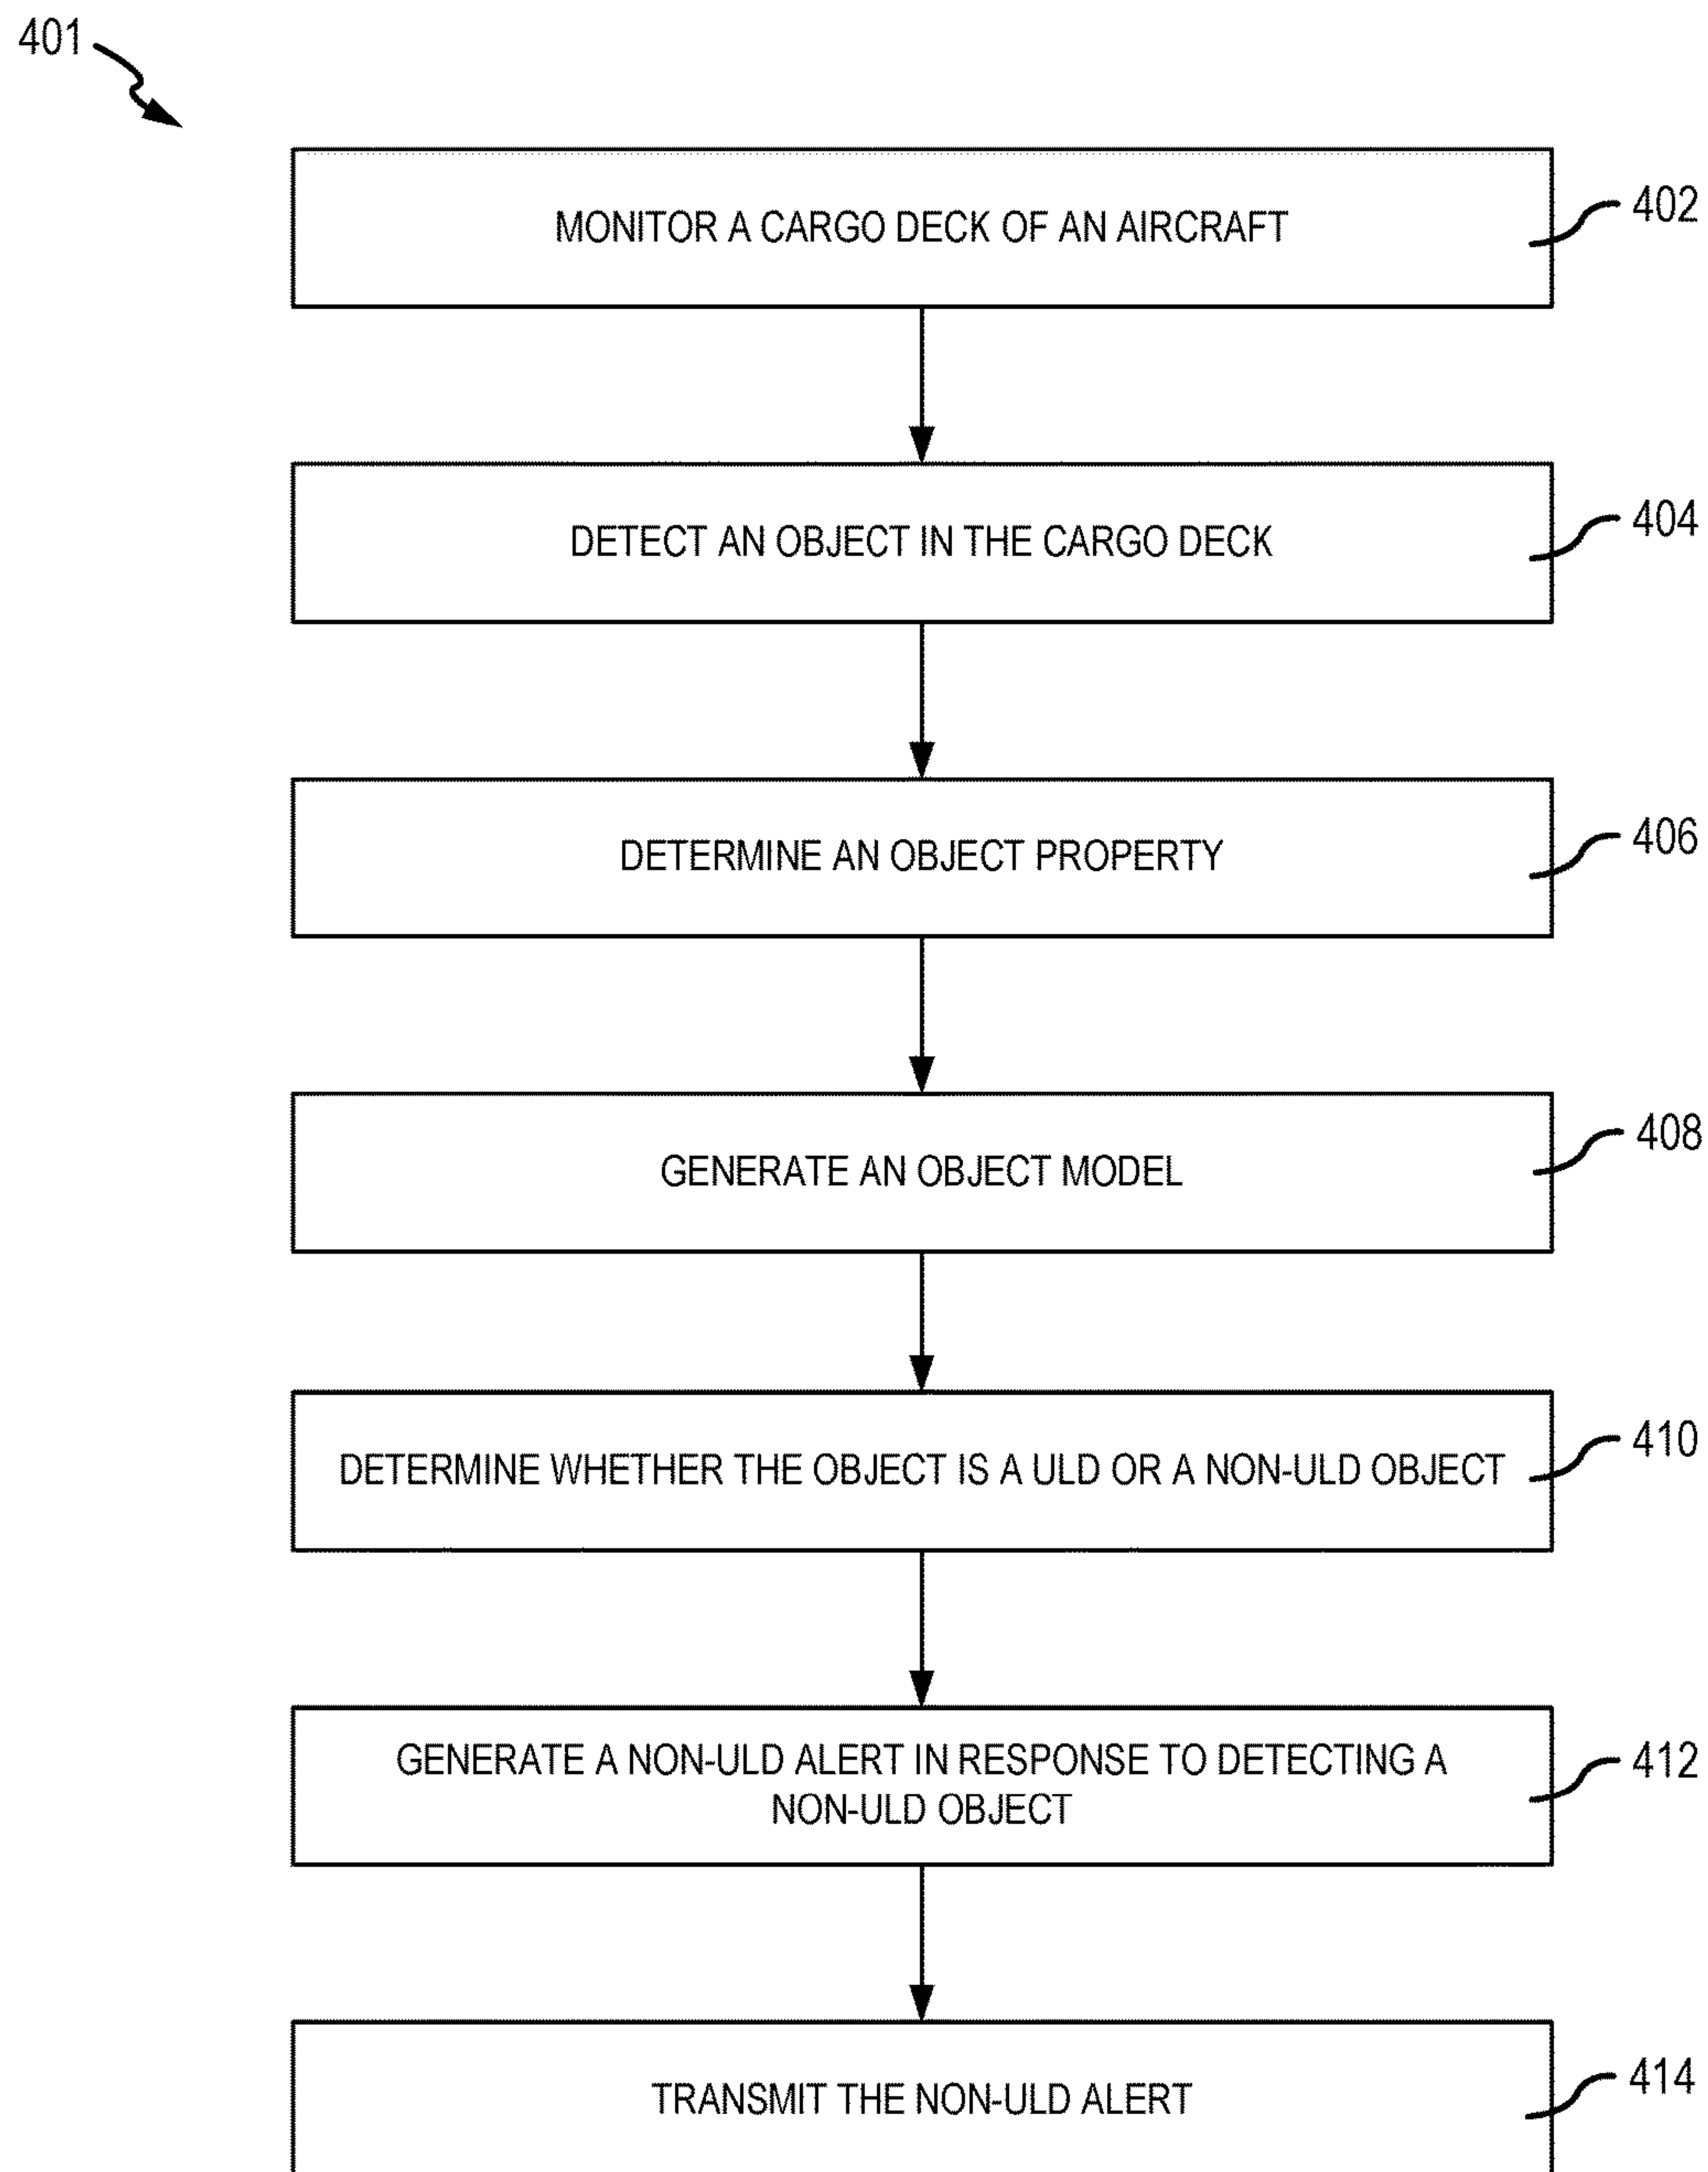 401
MONITOR A CARGO DECK OF AN AIRCRAFT
402
DETECT AN OBJECT IN THE CARGO DECK
404
DETERMINE AN OBJECT PROPERTY
406
GENERATE AN OBJECT MODEL
408
DETERMINE WHETHER THE OBJECT IS A ULD OR A NON-ULD OBJECT
410
GENERATE A NON-ULD ALERT IN RESPONSE TO DETECTING A
NON-ULD OBJECT
412
TRANSMIT THE NON-ULD ALERT
414